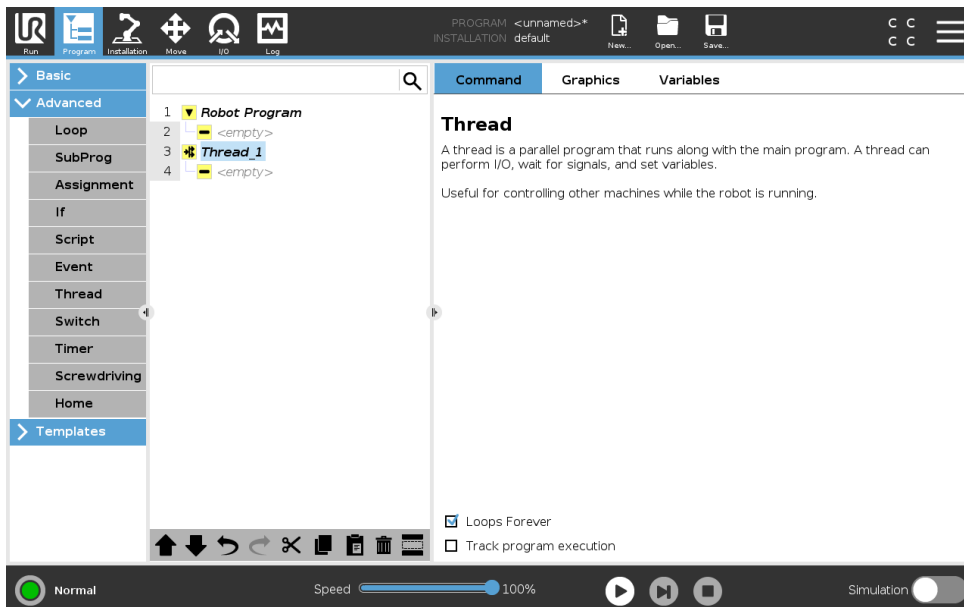 PROGRAM <unnamed>*
INSTALLATION default
Run
Program
Installation
Move
I/O
Log
New...
Open...
Save...
C C
C C
Basic
Advanced
Loop
SubProg
Assignment
If
Script
Event
Thread
Switch
Timer
Screwdriving
Home
Templates
1 Robot Program
2 <empty>
3 Thread_1
4 <empty>
Command Graphics Variables
Thread
A thread is a parallel program that runs along with the main program. A thread can
perform I/O, wait for signals, and set variables.
Useful for controlling other machines while the robot is running.
Loops Forever
Track program execution
Normal
Speed 100%
Simulation